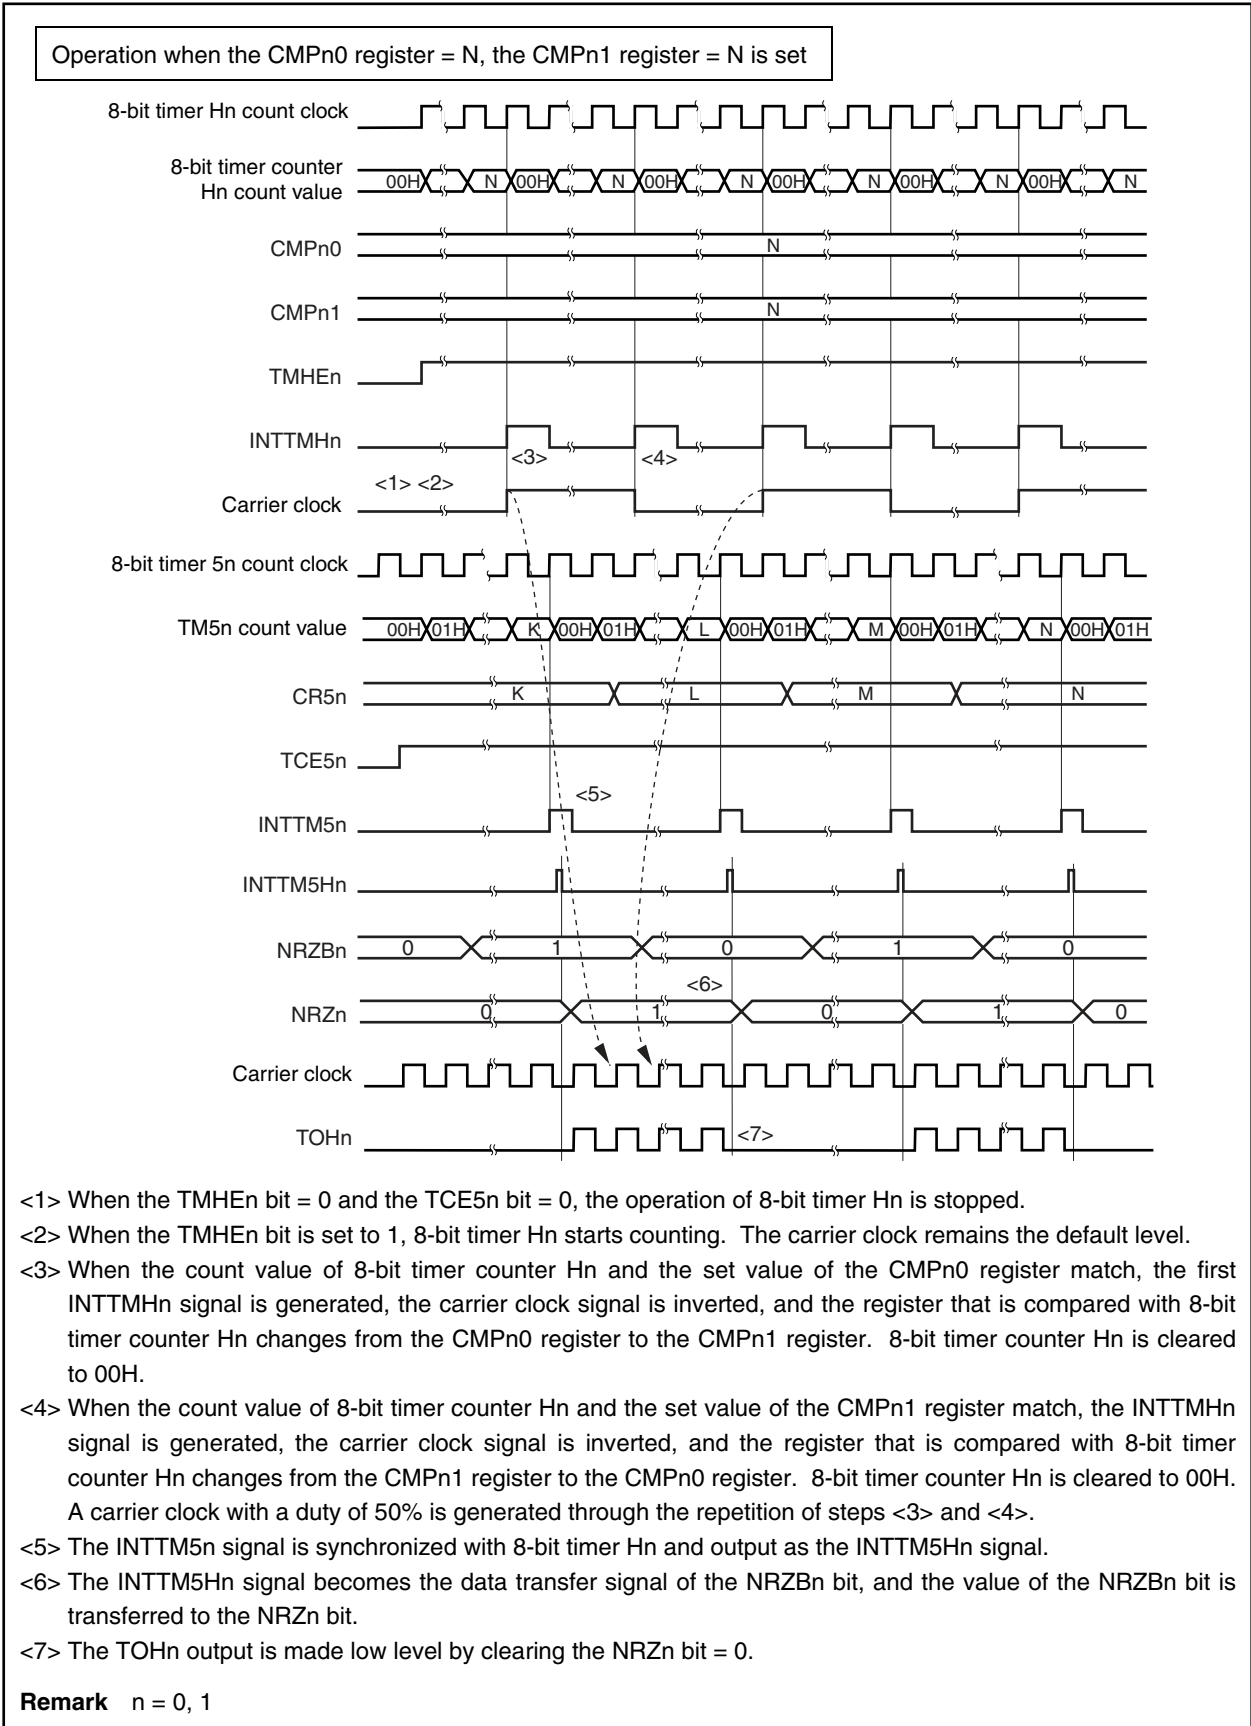 Operation when the CMPn0 register = N, the CMPn1 register = N is set
8-bit timer Hn count clock
8-bit timer counter
Hn count value
00H N 00H N 00H N 00H N 00H N 00H N
CMPn0
N
CMPn1
N
TMHEn
INTTMHn
<3> <4>
<1> <2>
Carrier clock
8-bit timer 5n count clock
TM5n count value
00H 01H K 00H 01H L 00H 01H M 00H 01H N 00H 01H
CR5n
K L M N
TCE5n
<5>
INTTM5n
INTTM5Hn
NRZBn
0 1 0 1 0
<6>
NRZn
0 1 0 1 0
Carrier clock
TOHn
<7>
<1> When the TMHEn bit = 0 and the TCE5n bit = 0, the operation of 8-bit timer Hn is stopped.
<2> When the TMHEn bit is set to 1, 8-bit timer Hn starts counting. The carrier clock remains the default level.
<3> When the count value of 8-bit timer counter Hn and the set value of the CMPn0 register match, the first
INTTMHn signal is generated, the carrier clock signal is inverted, and the register that is compared with 8-bit
timer counter Hn changes from the CMPn0 register to the CMPn1 register. 8-bit timer counter Hn is cleared
to 00H.
<4> When the count value of 8-bit timer counter Hn and the set value of the CMPn1 register match, the INTTMHn
signal is generated, the carrier clock signal is inverted, and the register that is compared with 8-bit timer
counter Hn changes from the CMPn1 register to the CMPn0 register. 8-bit timer counter Hn is cleared to 00H.
A carrier clock with a duty of 50% is generated through the repetition of steps <3> and <4>.
<5> The INTTM5n signal is synchronized with 8-bit timer Hn and output as the INTTM5Hn signal.
<6> The INTTM5Hn signal becomes the data transfer signal of the NRZBn bit, and the value of the NRZBn bit is
transferred to the NRZn bit.
<7> The TOHn output is made low level by clearing the NRZn bit = 0.
Remark n = 0, 1